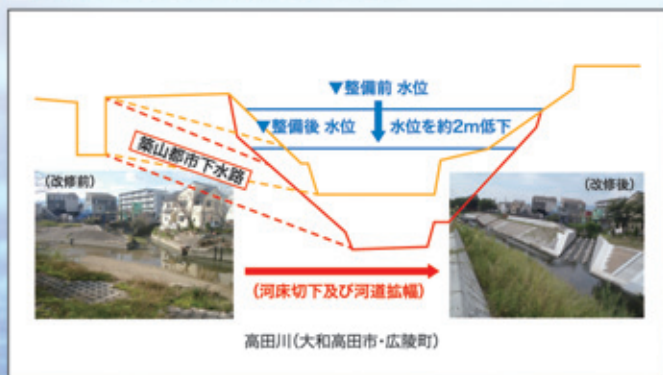 ▼整備前 水位
▼整備後 水位
水位を約2m低下
築山都市下水路
(改修前)
(改修後)
(河床切下及び河道拡幅)
高田川(大和高田市・広陵町)